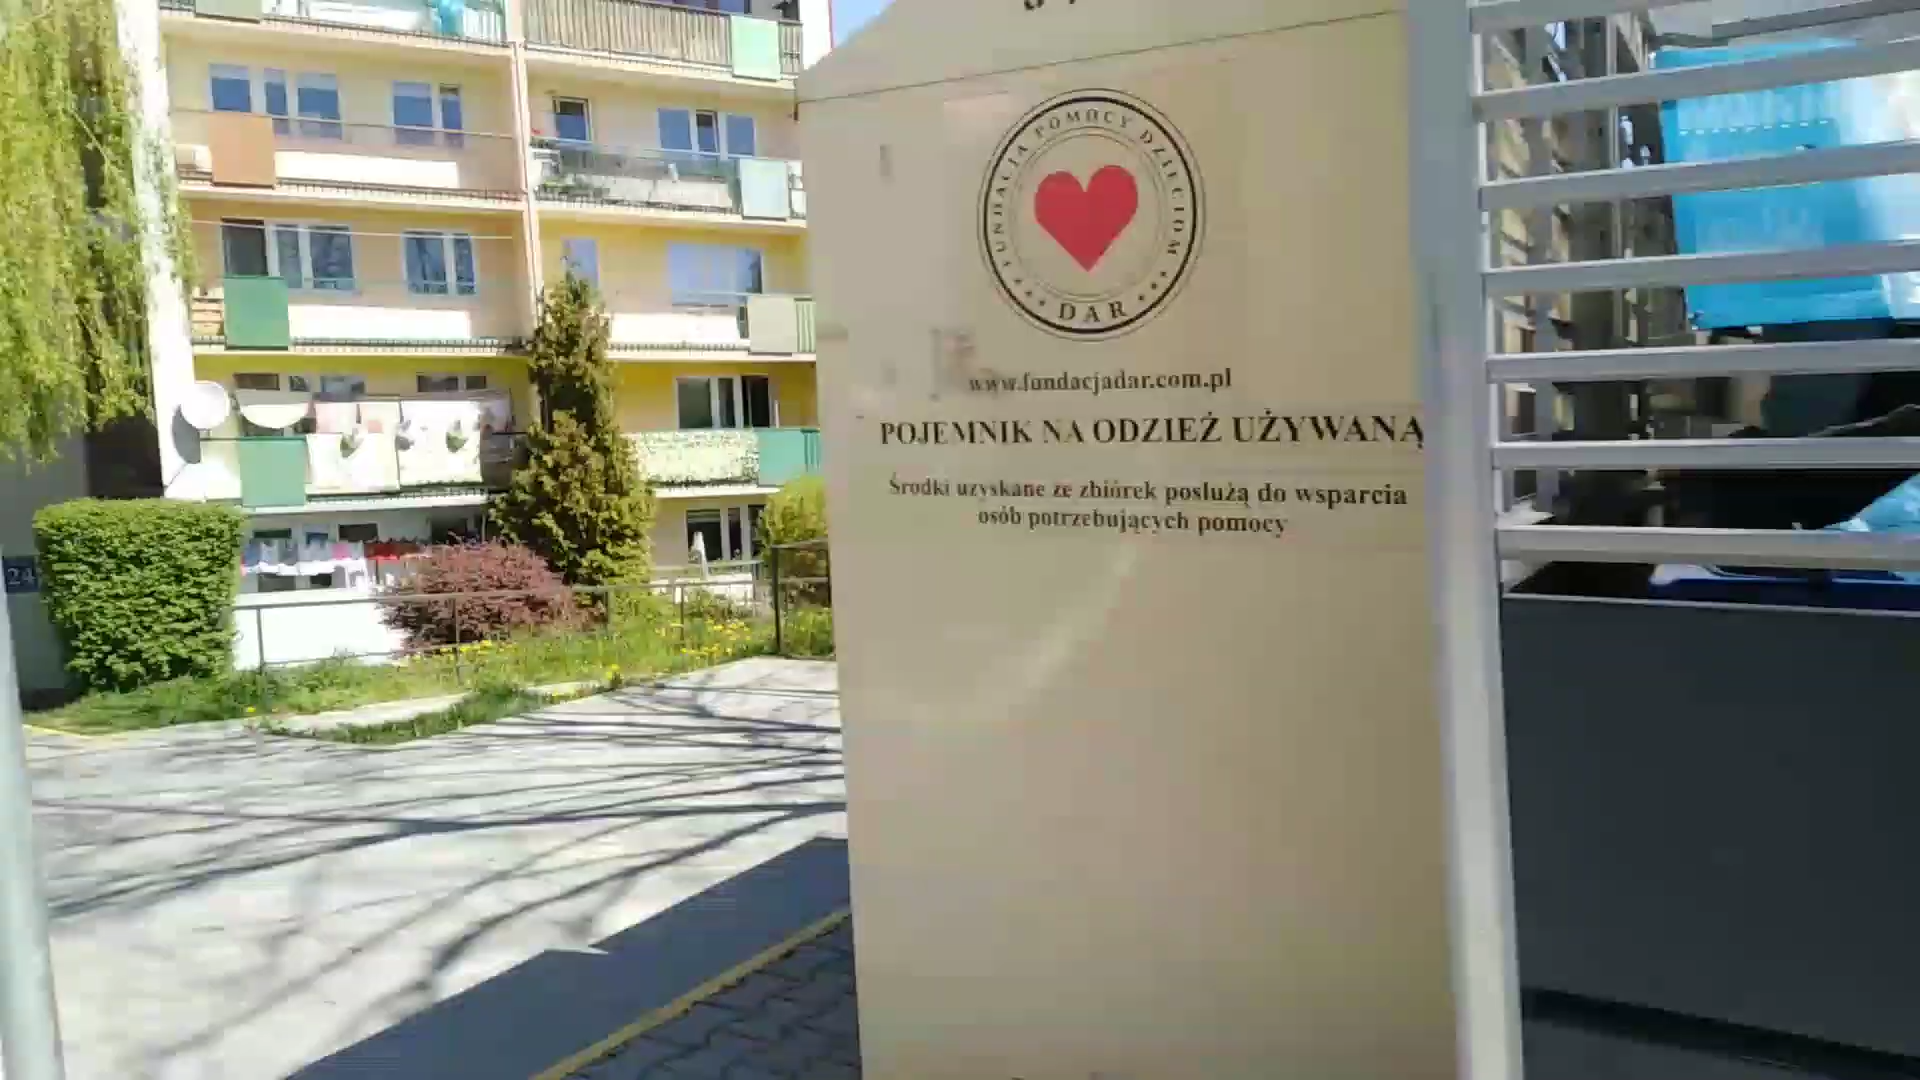 FUNDACJA POMOCY DZIECIOM
DAR
www.fundacjadar.com.pl
POJEMNIK NA ODZIEŻ UŻYWANĄ
Środki uzyskane ze zbiórek posłużą do wsparcia
osób potrzebujących pomocy
24